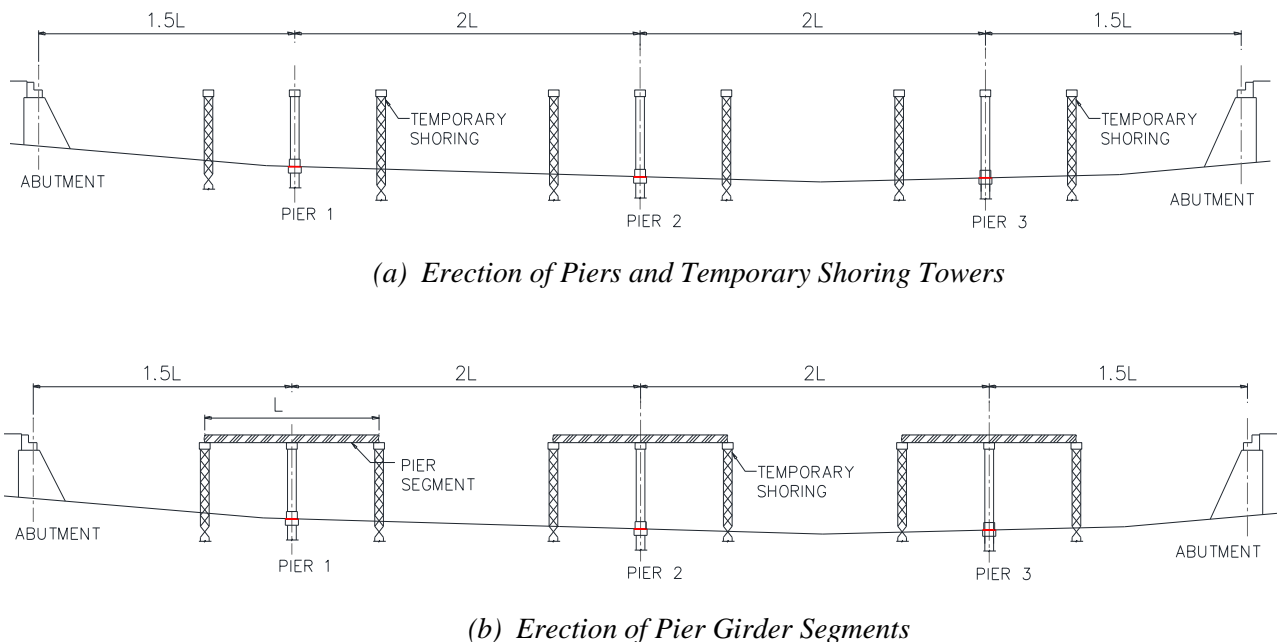 1.5L 2L 2L 1.5L
TEMPORARY
SHORING
TEMPORARY
SHORING
ABUTMENT
ABUTMENT
PIER 1
PIER 2
PIER 3
(a) Erection of Piers and Temporary Shoring Towers
1.5L 2L 2L 1.5L
L
PIER
SEGMENT
TEMPORARY
SHORING
ABUTMENT
ABUTMENT
PIER 1
PIER 2
PIER 3
(b) Erection of Pier Girder Segments